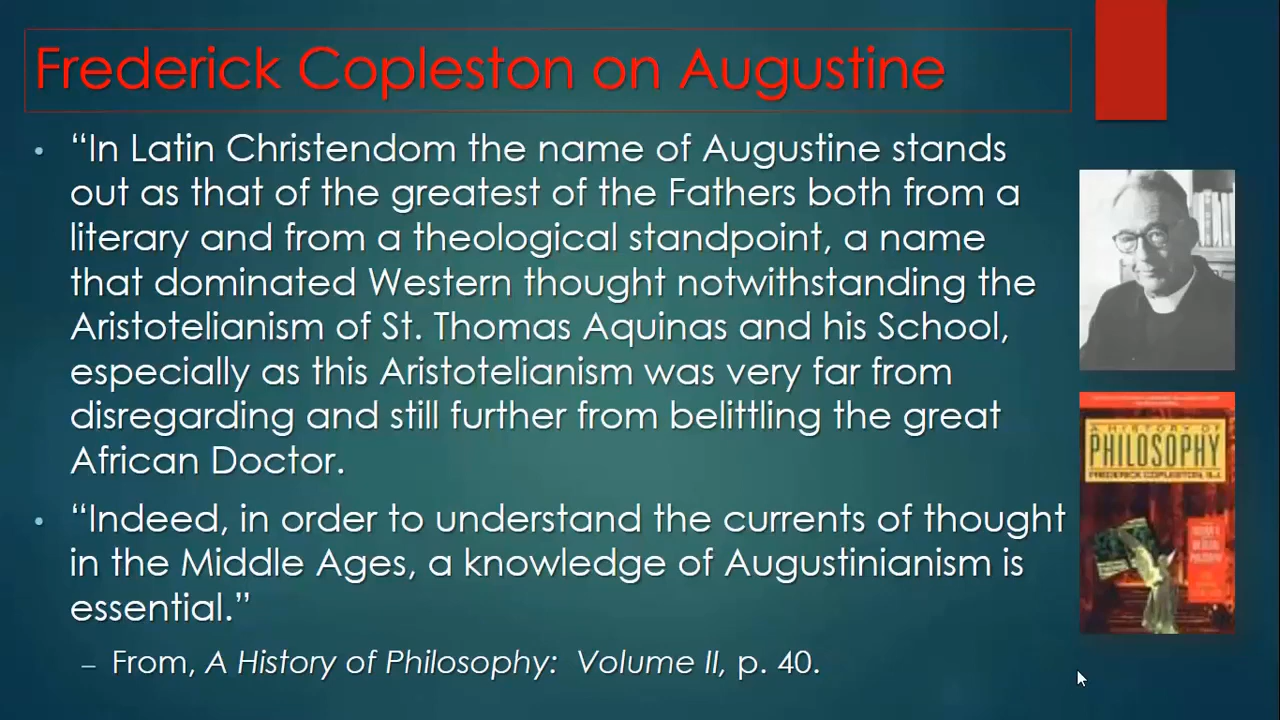 Frederick Copleston on Augustine
• “In Latin Christendom the name of Augustine stands
out as that of the greatest of the Fathers both from a
literary and from a theological standpoint, a name
that dominated Western thought notwithstanding the
Aristotelianism of St. Thomas Aquinas and his School,
especially as this Aristotelianism was very far from
disregarding and still further from belittling the great
African Doctor.
• “Indeed, in order to understand the currents of thought
in the Middle Ages, a knowledge of Augustinianism is
essential.”
– From, A History of Philosophy:  Volume II, p. 40.
A HISTORY OF
PHILOSOPHY
FREDERICK COPLESTON, S.J.